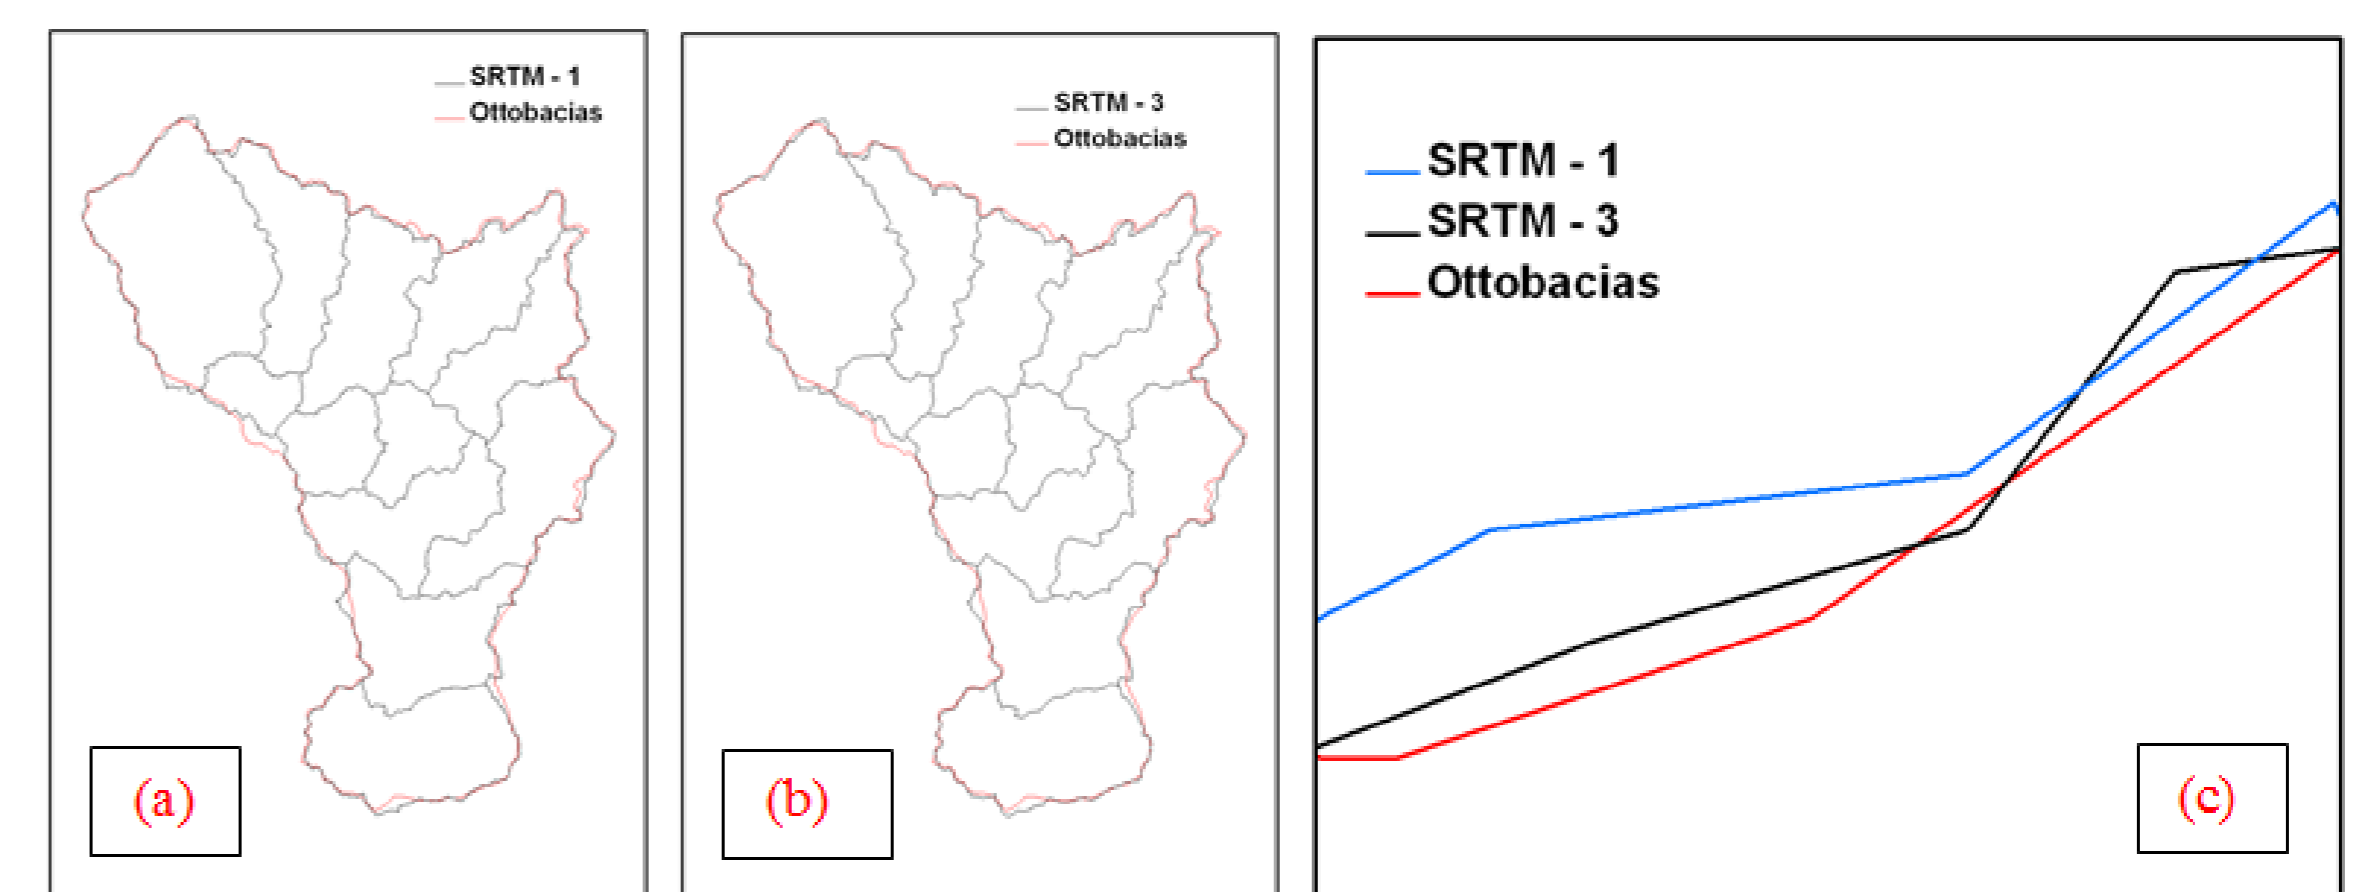 SRTM - 1
Ottobacias
(a)
SRTM - 3
Ottobacias
(b)
SRTM - 1
SRTM - 3
Ottobacias
(c)